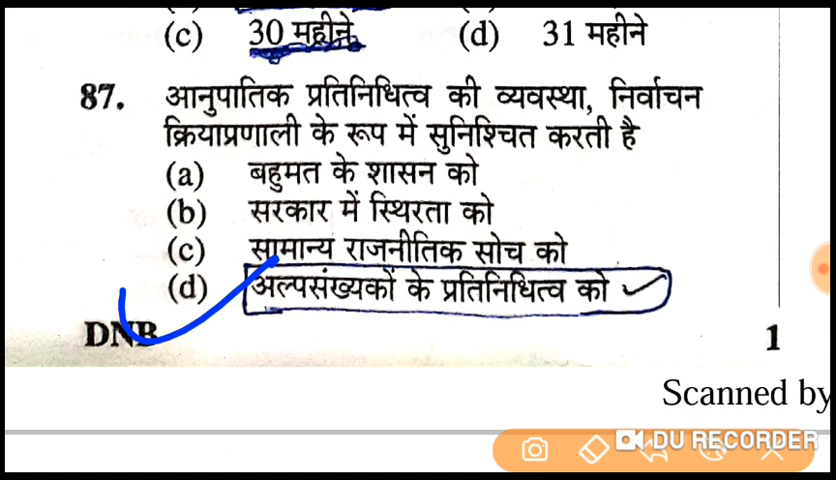 (c) 30 महीने (d) 31 महीने
87. आनुपातिक प्रतिनिधित्व की व्यवस्था, निर्वाचन
क्रियाप्रणाली के रूप में सुनिश्चित करती है
(a) बहुमत के शासन को
(b) सरकार में स्थिरता को
(c) सामान्य राजनीतिक सोच को
(d) अल्पसंख्यकों के प्रतिनिधित्व को
DNB 1
Scanned by
DU RECORDER